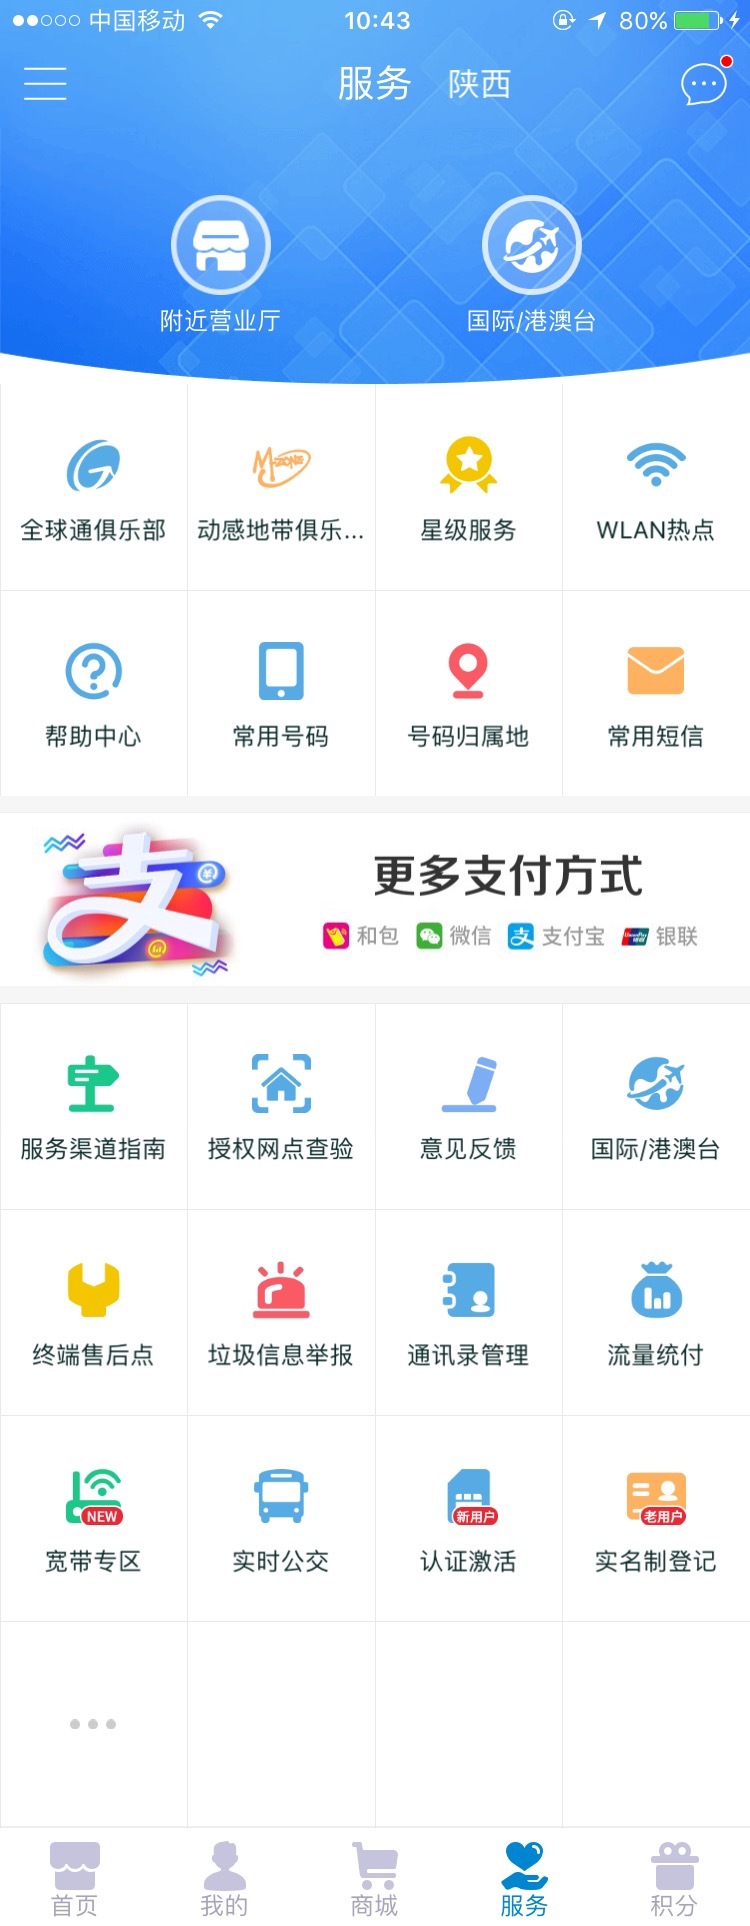 中国移动 10:43 80%
服务 陕西
附近营业厅 国际/港澳台
全球通俱乐部 动感地带俱乐... 星级服务 WLAN热点
帮助中心 常用号码 号码归属地 常用短信
更多支付方式
和包 微信 支付宝 银联
服务渠道指南 授权网点查验 意见反馈 国际/港澳台
终端售后点 垃圾信息举报 通讯录管理 流量统付
NEW 新用户 老用户
宽带专区 实时公交 认证激活 实名制登记
首页 我的 商城 服务 积分